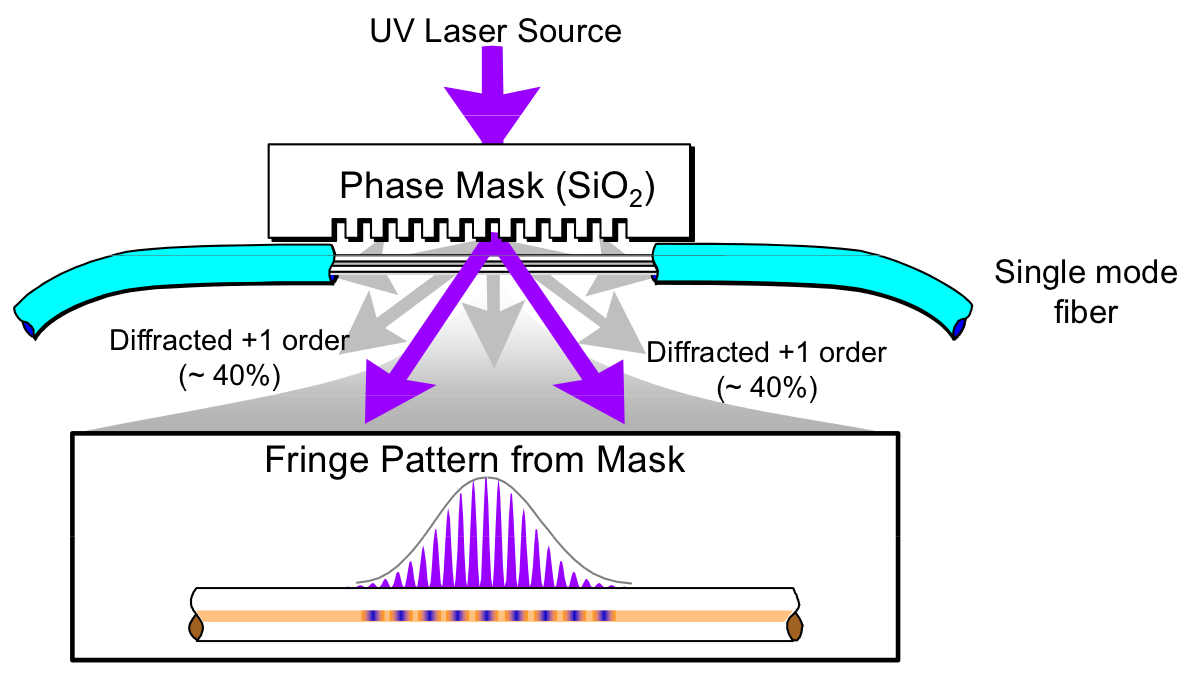 UV Laser Source
Phase Mask (SiO₂)
Single mode
fiber
Diffracted +1 order
(~ 40%)
Diffracted +1 order
(~ 40%)
Fringe Pattern from Mask